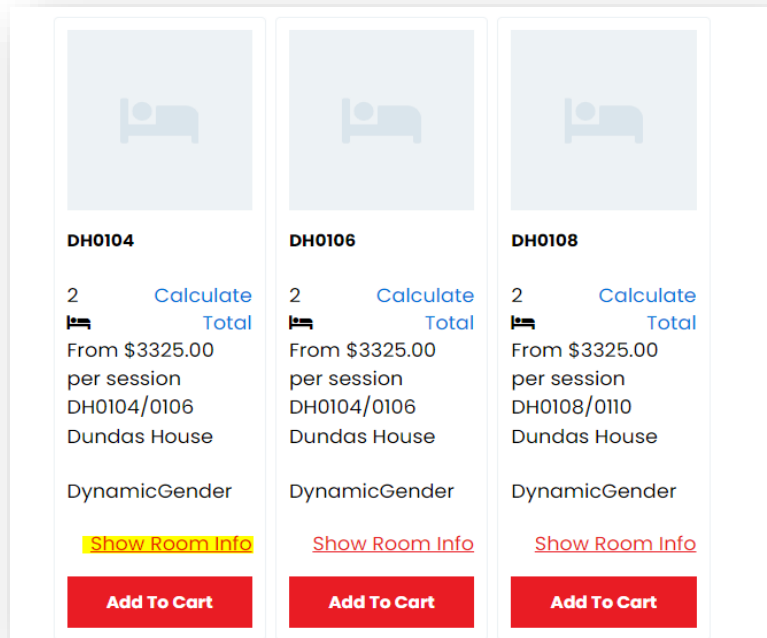 DH0104
2 Calculate
Total
From $3325.00
per session
DH0104/0106
Dundas House
DynamicGender
Show Room Info
Add To Cart
DH0106
2 Calculate
Total
From $3325.00
per session
DH0104/0106
Dundas House
DynamicGender
Show Room Info
Add To Cart
DH0108
2 Calculate
Total
From $3325.00
per session
DH0108/0110
Dundas House
DynamicGender
Show Room Info
Add To Cart